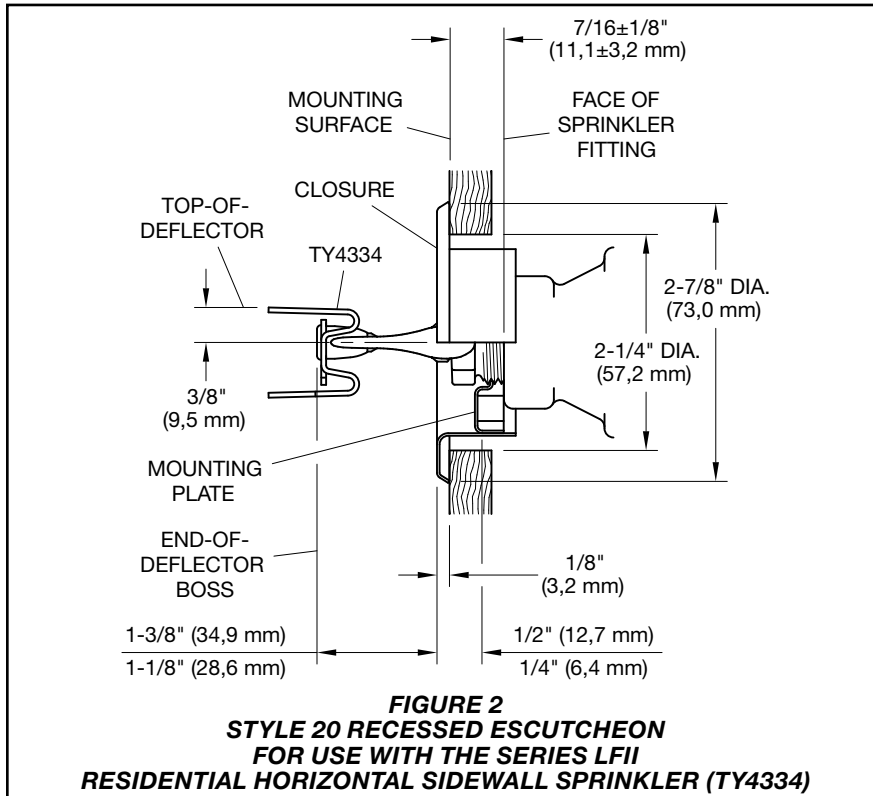 7/16±1/8"
(11,1±3,2 mm)
MOUNTING
SURFACE
FACE OF
SPRINKLER
FITTING
CLOSURE
TOP-OF-
DEFLECTOR
TY4334
2-7/8" DIA.
(73,0 mm)
2-1/4" DIA.
(57,2 mm)
3/8"
(9,5 mm)
MOUNTING
PLATE
END-OF-
DEFLECTOR
BOSS
1/8"
(3,2 mm)
1-3/8" (34,9 mm)
1-1/8" (28,6 mm)
1/2" (12,7 mm)
1/4" (6,4 mm)
FIGURE 2
STYLE 20 RECESSED ESCUTCHEON
FOR USE WITH THE SERIES LFII
RESIDENTIAL HORIZONTAL SIDEWALL SPRINKLER (TY4334)